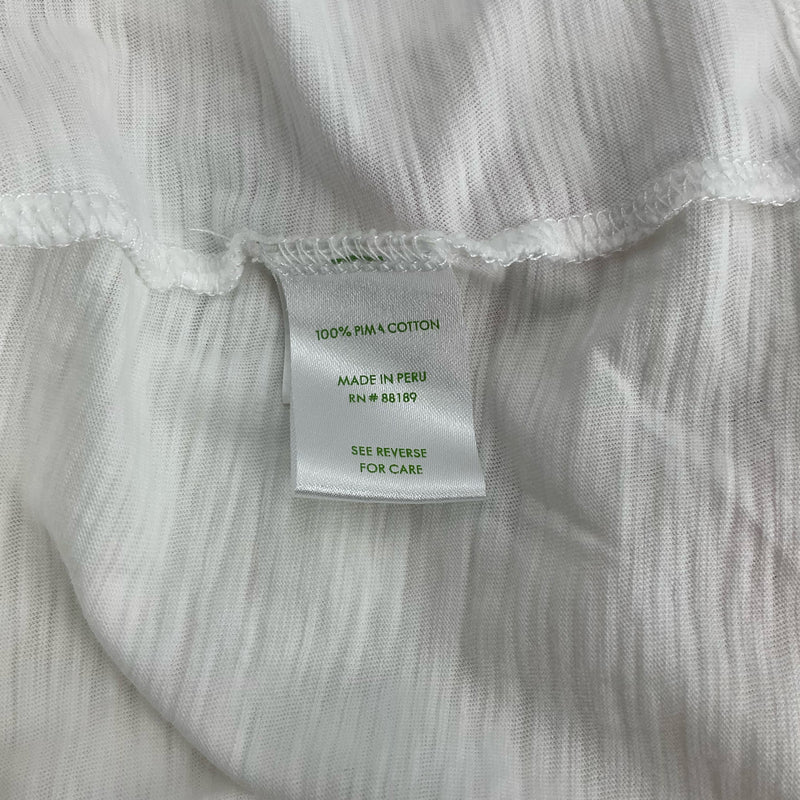 100% PIMA COTTON
MADE IN PERU
RN # 88189
SEE REVERSE
FOR CARE